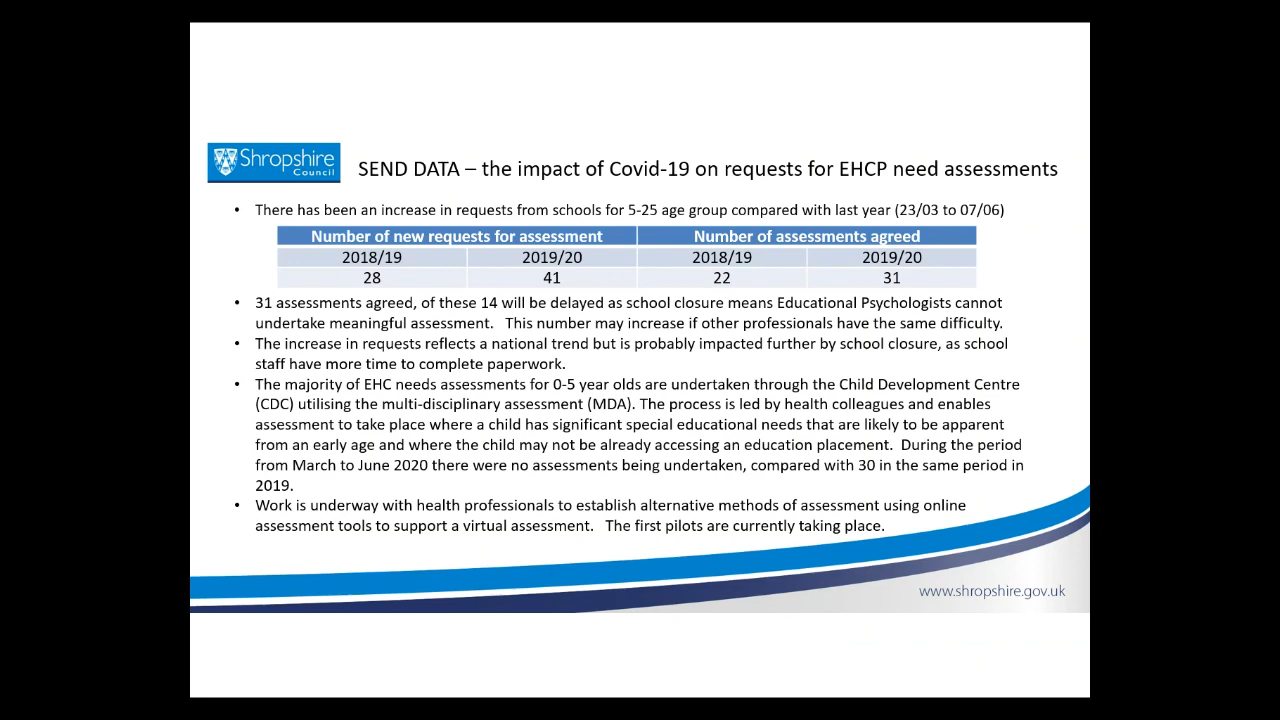 Shropshire
Council
SEND DATA – the impact of Covid-19 on requests for EHCP need assessments
• There has been an increase in requests from schools for 5-25 age group compared with last year (23/03 to 07/06)
Number of new requests for assessment Number of assessments agreed
2018/19 2019/20 2018/19 2019/20
28 41 22 31
• 31 assessments agreed, of these 14 will be delayed as school closure means Educational Psychologists cannot
undertake meaningful assessment. This number may increase if other professionals have the same difficulty.
• The increase in requests reflects a national trend but is probably impacted further by school closure, as school
staff have more time to complete paperwork.
• The majority of EHC needs assessments for 0-5 year olds are undertaken through the Child Development Centre
(CDC) utilising the multi-disciplinary assessment (MDA). The process is led by health colleagues and enables
assessment to take place where a child has significant special educational needs that are likely to be apparent
from an early age and where the child may not be already accessing an education placement. During the period
from March to June 2020 there were no assessments being undertaken, compared with 30 in the same period in
2019.
• Work is underway with health professionals to establish alternative methods of assessment using online
assessment tools to support a virtual assessment. The first pilots are currently taking place.
www.shropshire.gov.uk